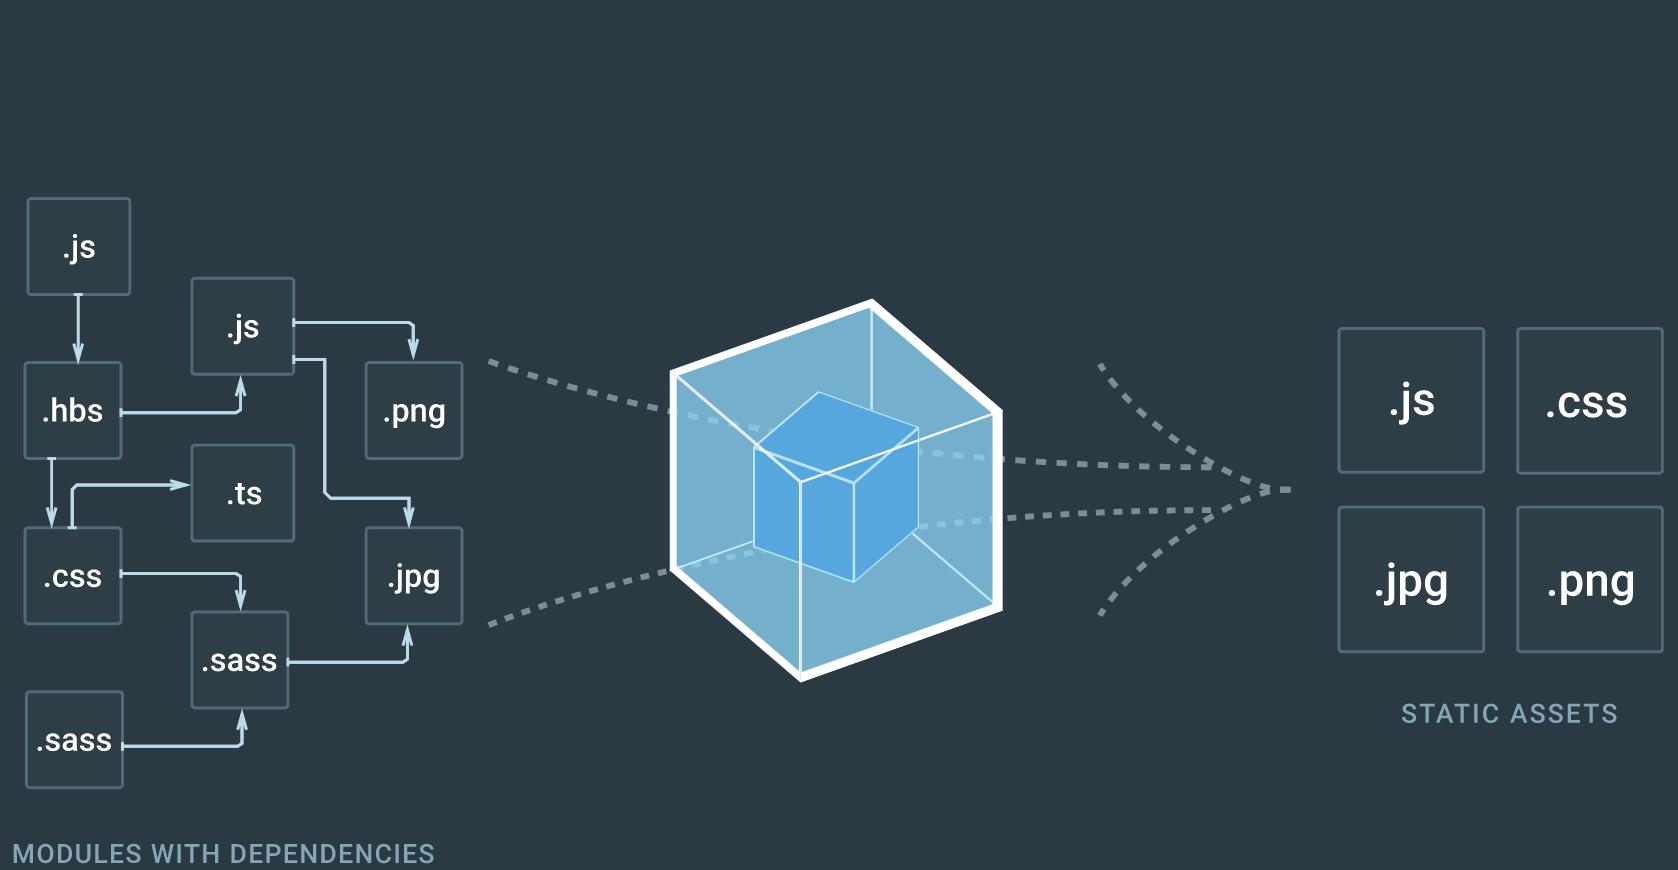 .js
.js
.hbs
.png
.ts
.css
.jpg
.sass
.sass
MODULES WITH DEPENDENCIES
.js
.css
.jpg
.png
STATIC ASSETS